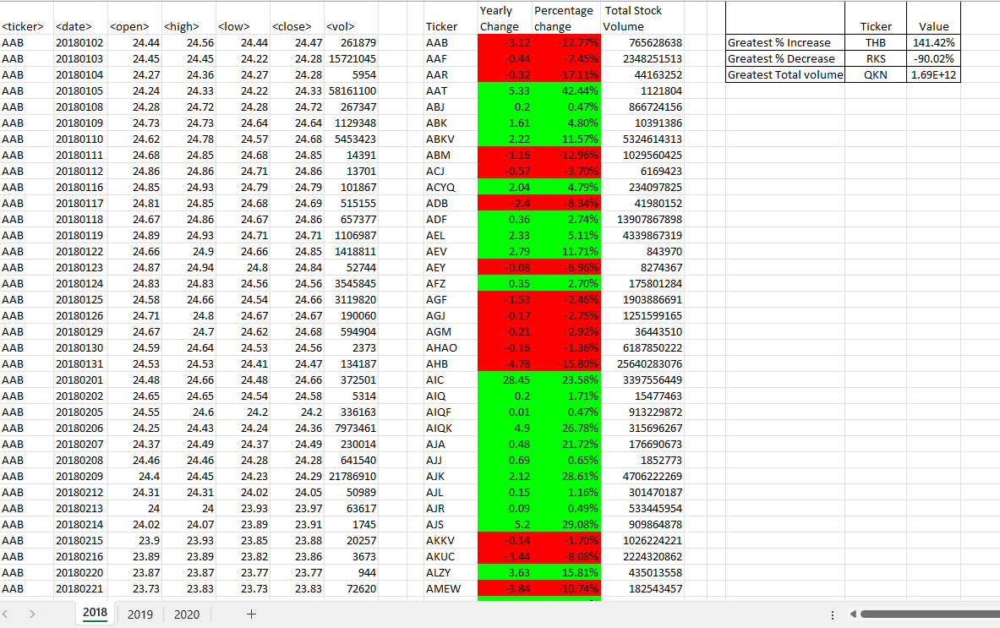 Yearly Percentage Total Stock
<ticker> <date> <open> <high> <low> <close> <vol> Ticker Change change Volume Ticker Value
AAB 20180102 24.44 24.56 24.44 24.47 261879 AAB -3.12 -12.77% 765628638 Greatest % Increase THB 141.42%
AAB 20180103 24.45 24.45 24.22 24.28 15721045 AAF -0.44 -7.45% 2348251513 Greatest % Decrease RKS -90.02%
AAB 20180104 24.27 24.36 24.27 24.28 5954 AAR -0.32 -17.11% 44163252 Greatest Total volume QKN 1.69E+12
AAB 20180105 24.24 24.33 24.22 24.33 58161100 AAT 5.33 42.44% 1121804
AAB 20180108 24.28 24.72 24.28 24.72 267347 ABJ 0.2 0.47% 866724156
AAB 20180109 24.73 24.73 24.64 24.64 1129348 ABK 1.61 4.80% 10391386
AAB 20180110 24.62 24.78 24.57 24.68 5453423 ABKV 2.22 11.57% 5324614313
AAB 20180111 24.68 24.85 24.68 24.85 14391 ABM -1.16 -12.96% 1029560425
AAB 20180112 24.86 24.86 24.71 24.86 13701 ACJ -0.57 -3.70% 6169423
AAB 20180116 24.85 24.93 24.79 24.79 101867 ACYQ 2.04 4.79% 234097825
AAB 20180117 24.81 24.85 24.68 24.69 515155 ADB -2.4 -8.34% 41980152
AAB 20180118 24.67 24.86 24.67 24.86 657377 ADF 0.36 2.74% 13907867898
AAB 20180119 24.89 24.93 24.71 24.71 1106987 AEL 2.33 5.11% 4339867319
AAB 20180122 24.66 24.9 24.66 24.85 1418811 AEV 2.79 11.71% 843970
AAB 20180123 24.87 24.94 24.8 24.84 52744 AEY -0.08 -6.96% 8274367
AAB 20180124 24.83 24.83 24.56 24.56 3545845 AFZ 0.35 2.70% 175801284
AAB 20180125 24.58 24.66 24.54 24.66 3119820 AGF -1.53 -2.46% 1903886691
AAB 20180126 24.71 24.8 24.67 24.67 190060 AGJ -0.17 -2.75% 1251599165
AAB 20180129 24.67 24.7 24.62 24.68 594904 AGM -0.21 -2.92% 36443510
AAB 20180130 24.59 24.64 24.53 24.56 2373 AHAO -0.16 -1.36% 6187850222
AAB 20180131 24.53 24.53 24.41 24.47 134187 AHB -4.78 -15.80% 25640283076
AAB 20180201 24.48 24.66 24.48 24.66 372501 AIC 28.45 23.58% 3397556449
AAB 20180202 24.65 24.65 24.54 24.58 5314 AIQ 0.2 1.71% 15477463
AAB 20180205 24.55 24.6 24.2 24.2 336163 AIQF 0.01 0.47% 913229872
AAB 20180206 24.25 24.43 24.24 24.36 7973461 AIQK 4.9 26.78% 315696267
AAB 20180207 24.37 24.49 24.37 24.49 230014 AJA 0.48 21.72% 176690673
AAB 20180208 24.46 24.46 24.28 24.28 641540 AJJ 0.69 0.65% 1852773
AAB 20180209 24.4 24.45 24.23 24.29 21786910 AJK 2.12 28.61% 4706222269
AAB 20180212 24.31 24.31 24.02 24.05 50989 AJL 0.15 1.16% 301470187
AAB 20180213 24 24 23.93 23.97 63617 AJR 0.09 0.49% 533445954
AAB 20180214 24.02 24.07 23.89 23.91 1745 AJS 5.2 29.08% 909864878
AAB 20180215 23.9 23.93 23.85 23.88 20257 AKKV -0.14 -1.70% 1026224221
AAB 20180216 23.89 23.89 23.82 23.86 3673 AKUC -3.44 -8.08% 2224320862
AAB 20180220 23.87 23.87 23.77 23.77 944 ALZY 3.63 15.81% 435013558
AAB 20180221 23.73 23.83 23.73 23.83 72620 AMEW -3.84 -10.74% 182543457
2018 2019 2020